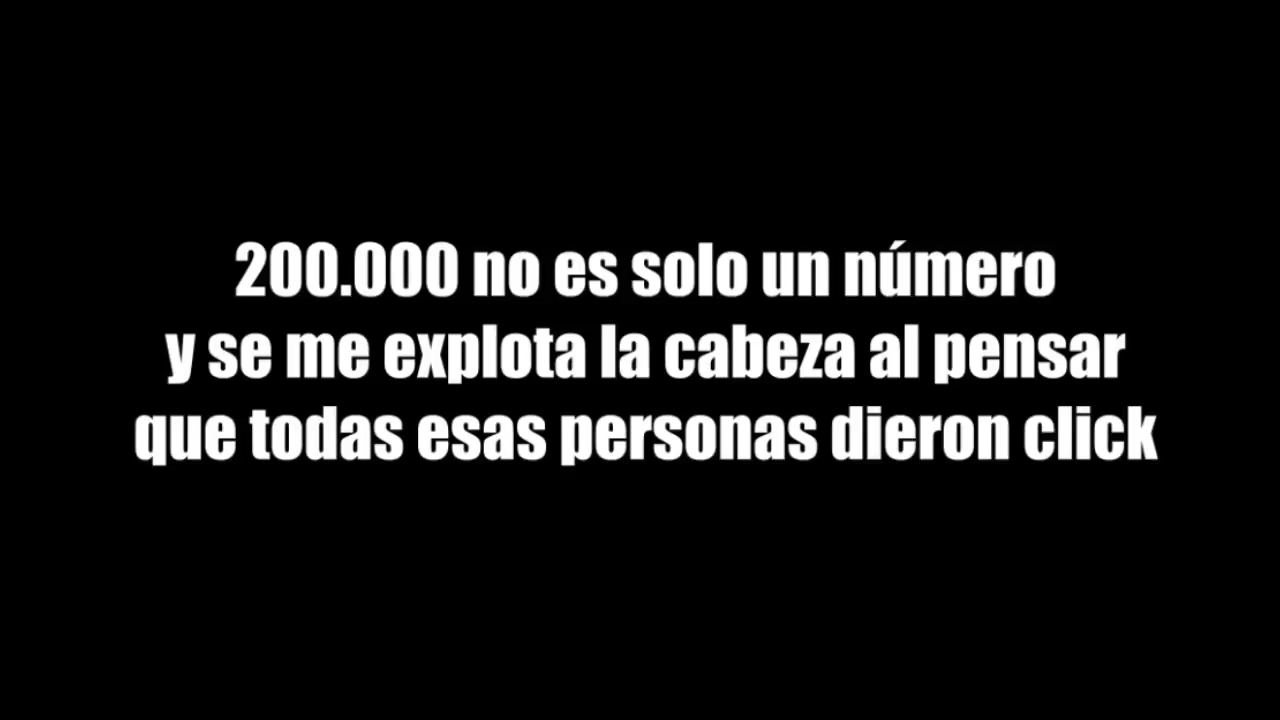 200.000 no es solo un número
y se me explota la cabeza al pensar
que todas esas personas dieron click